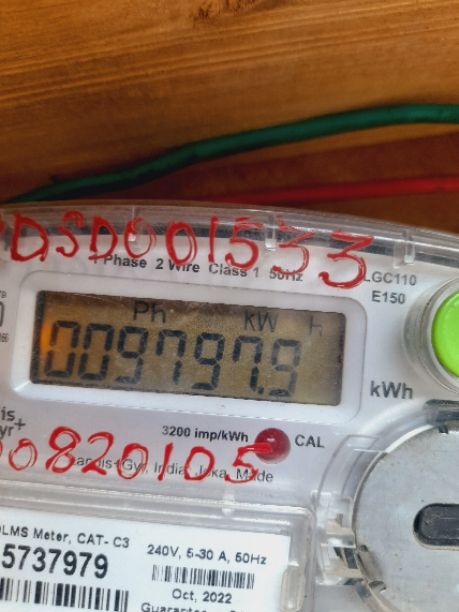 DSD001533
1 Phase 2 Wire Class 1 50Hz
LGC110
E150
Ph kW h
009797.9
kWh
3200 imp/kWh
CAL
00820105
DLMS Meter, CAT- C3
5737979
240V, 5-30 A, 50Hz
Oct, 2022